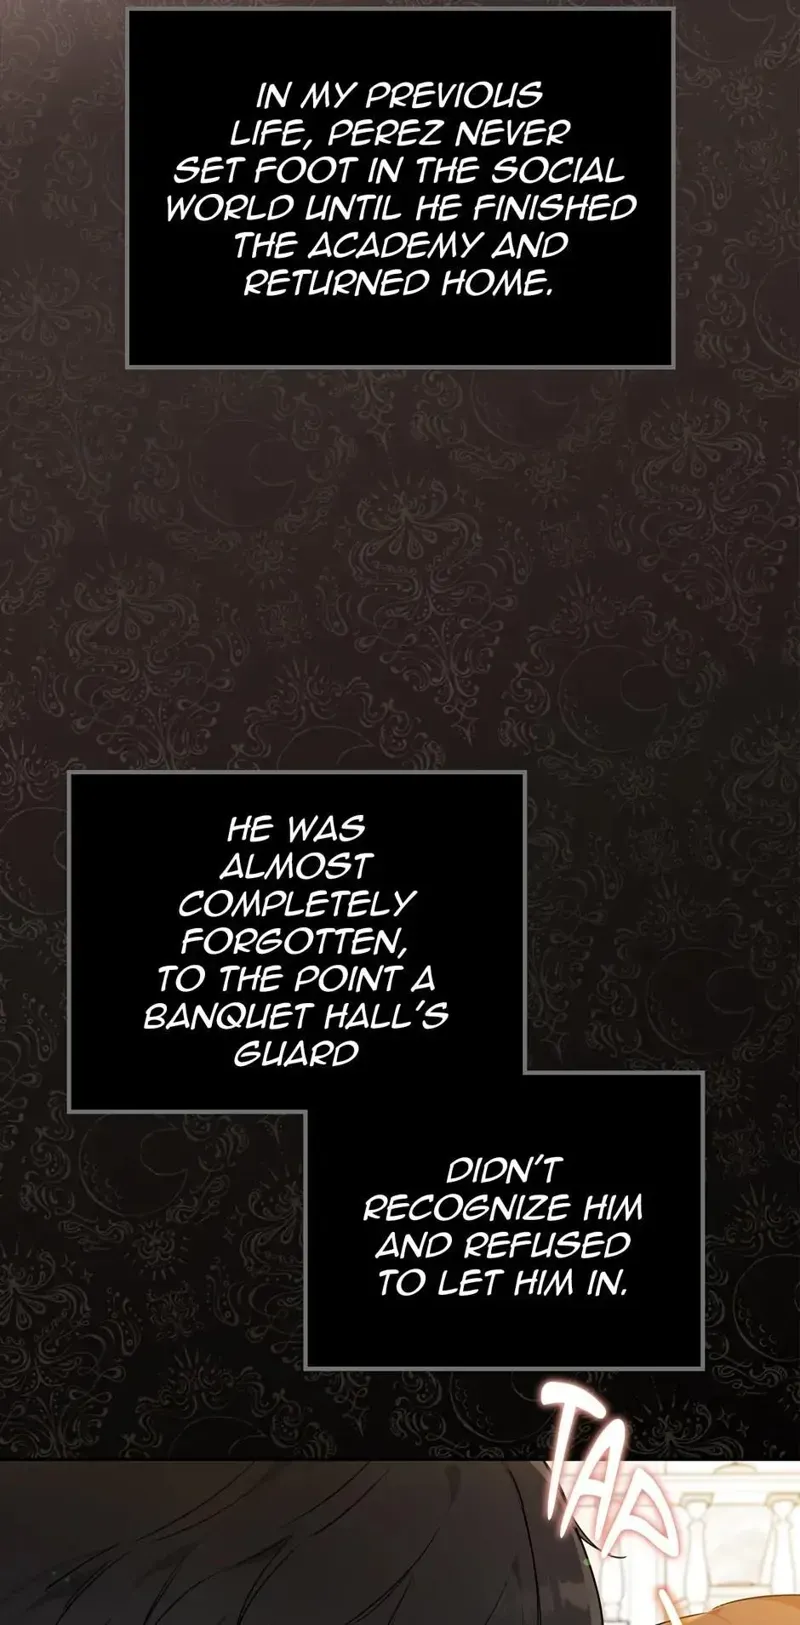 IN MY PREVIOUS
LIFE, PEREZ NEVER
SET FOOT IN THE SOCIAL
WORLD UNTIL HE FINISHED
THE ACADEMY AND
RETURNED HOME.
HE WAS
ALMOST
COMPLETELY
FORGOTTEN,
TO THE POINT A
BANQUET HALL'S
GUARD
DIDN'T
RECOGNIZE HIM
AND REFUSED
TO LET HIM IN.
TAP